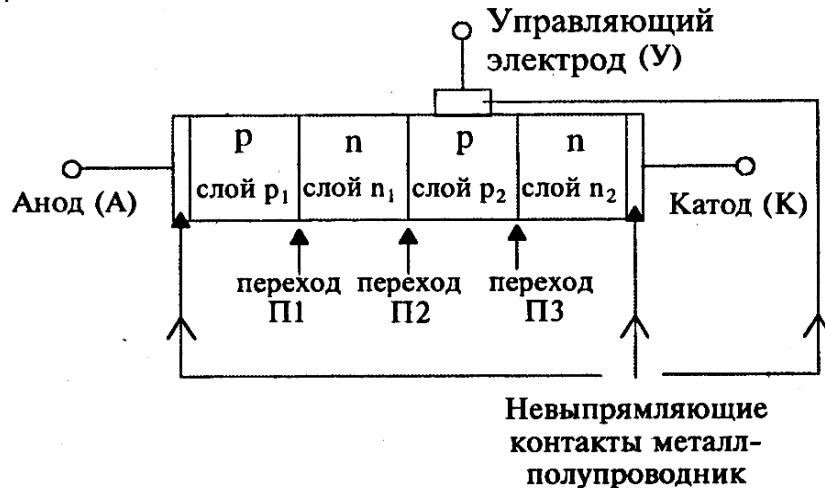 Управляющий
электрод (У)
p n p n
слой p₁ слой n₁ слой p₂ слой n₂
Анод (А)
Катод (К)
переход переход переход
П1 П2 П3
Невыпрямляющие
контакты металл-
полупроводник